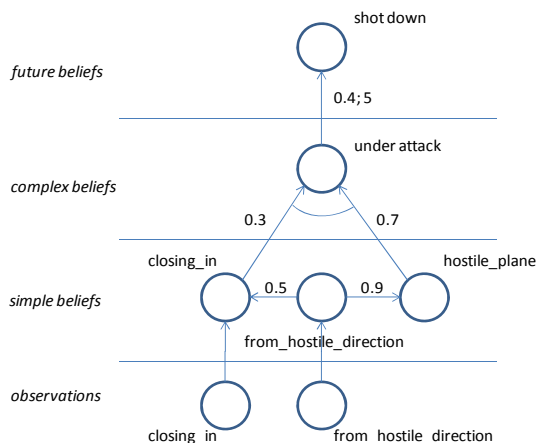 shot down
future beliefs
0.4; 5
under attack
complex beliefs
0.3
0.7
closing_in
hostile_plane
simple beliefs
0.5
0.9
from_hostile_direction
observations
closing_in
from_hostile_direction